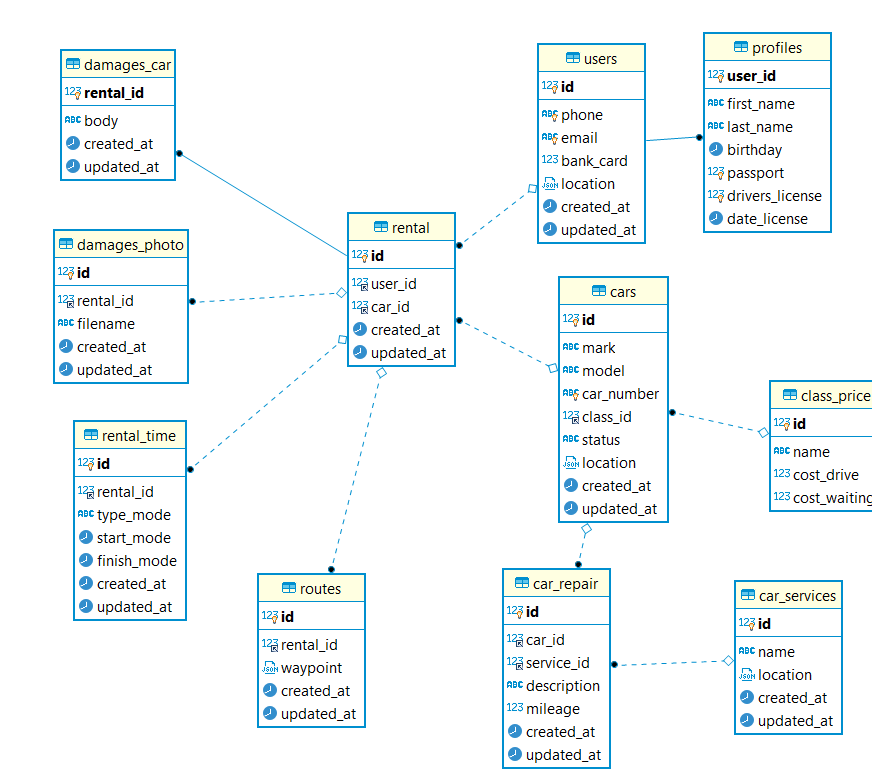 damages_car
123 rental_id
ABC body
created_at
updated_at
damages_photo
123 id
123 rental_id
ABC filename
created_at
updated_at
rental_time
123 id
123 rental_id
ABC type_mode
start_mode
finish_mode
created_at
updated_at
rental
123 id
123 user_id
123 car_id
created_at
updated_at
routes
123 id
123 rental_id
JSON waypoint
created_at
updated_at
users
123 id
ABC phone
ABC email
123 bank_card
JSON location
created_at
updated_at
profiles
123 user_id
ABC first_name
ABC last_name
birthday
123 passport
123 drivers_license
date_license
cars
123 id
ABC mark
ABC model
ABC car_number
123 class_id
ABC status
JSON location
created_at
updated_at
class_price
123 id
ABC name
123 cost_drive
123 cost_waiting
car_repair
123 id
123 car_id
123 service_id
ABC description
123 mileage
created_at
updated_at
car_services
123 id
ABC name
JSON location
created_at
updated_at